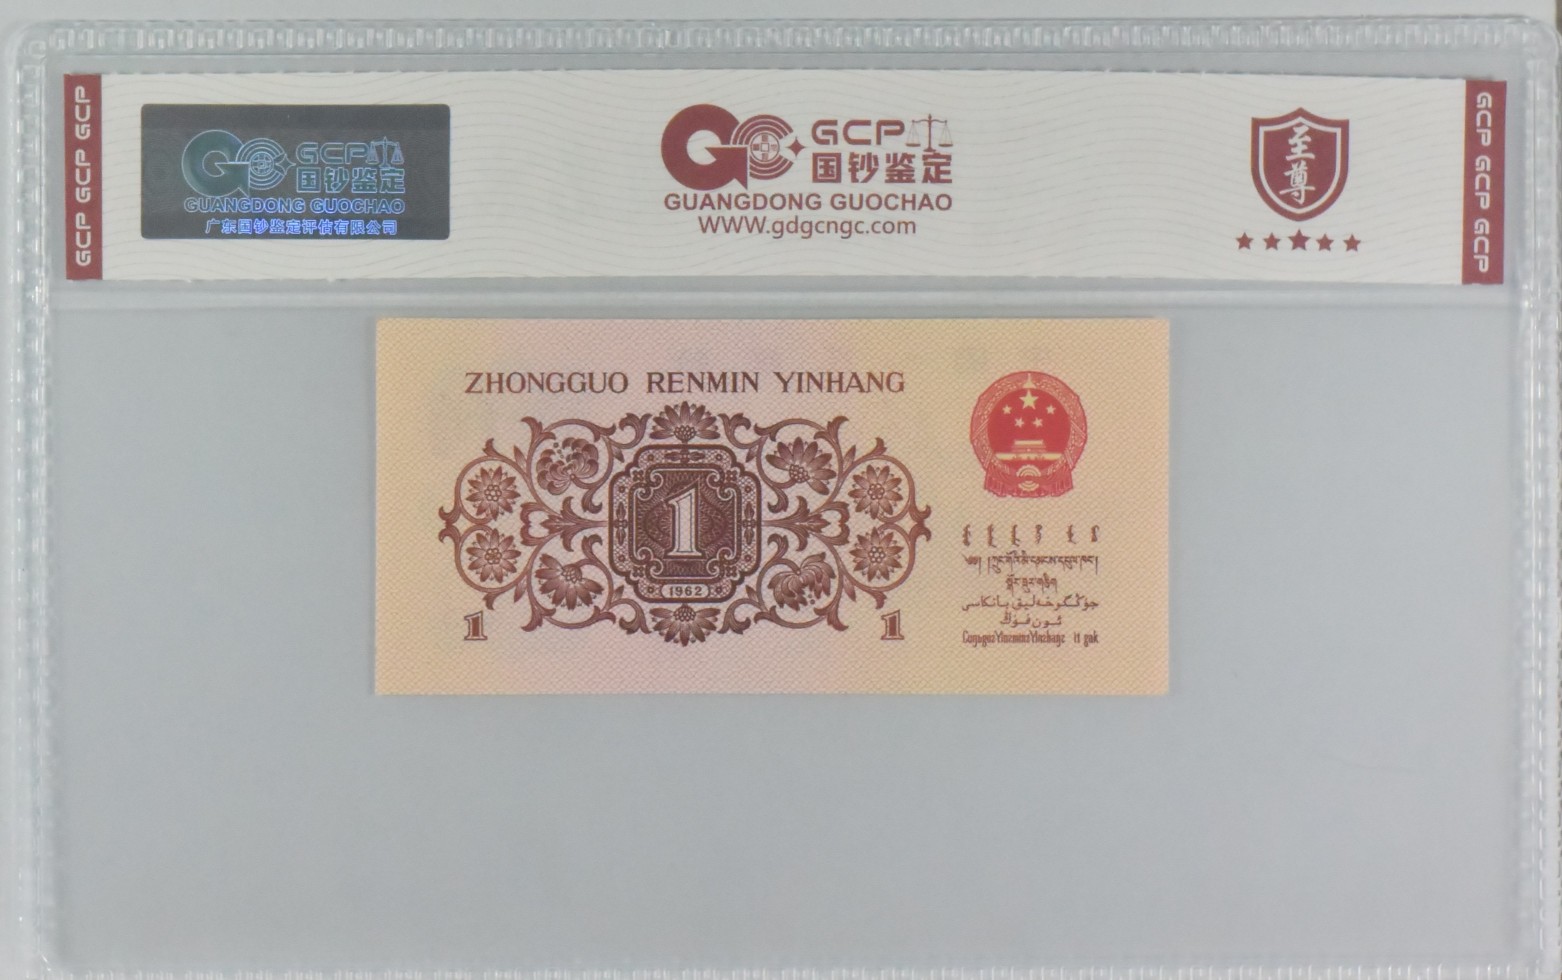 GCP GCP GCP
GCP
国钞鉴定
GUANGDONG GUOCHAO
广东国钞鉴定评估有限公司
GCP
国钞鉴定
GUANGDONG GUOCHAO
WWW.gdgcngc.com
至尊
GCP GCP GCP
ZHONGGUO RENMIN YINHANG
1
1962
1
1
جۇڭگوخەلىق بانكاسى